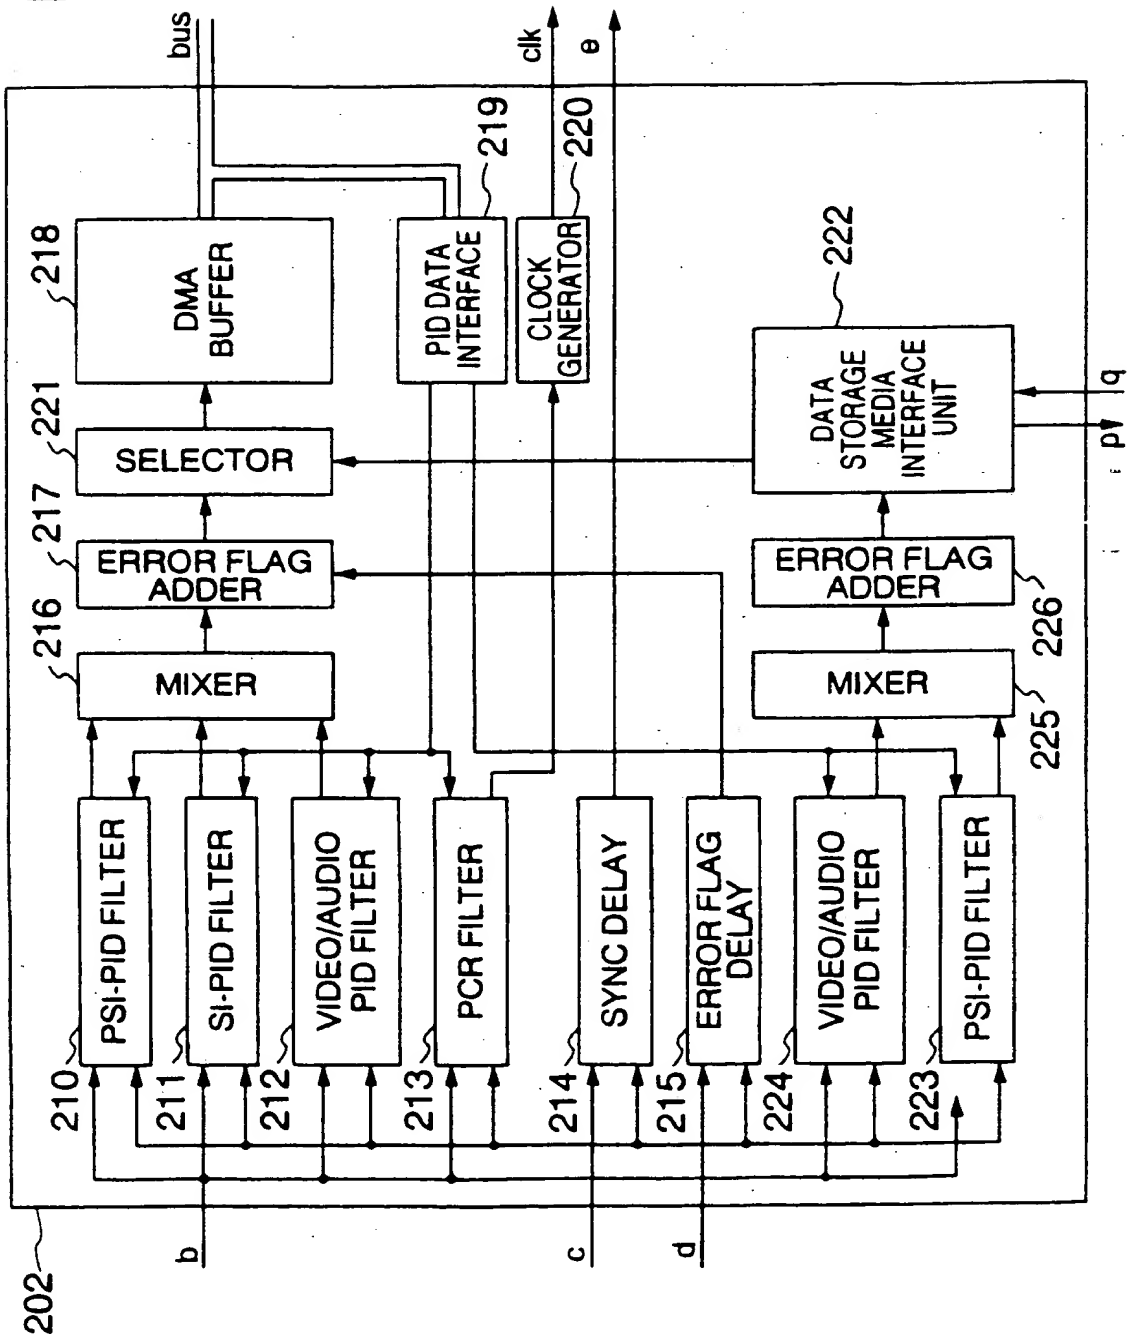 202
b
c
d
210
PSI-PID FILTER
211
SI-PID FILTER
212
VIDEO/AUDIO
PID FILTER
213
PCR FILTER
214
SYNC DELAY
215
ERROR FLAG
DELAY
224
VIDEO/AUDIO
PID FILTER
223
PSI-PID FILTER
216
MIXER
217
ERROR FLAG
ADDER
221
SELECTOR
218
DMA
BUFFER
bus
PID DATA
INTERFACE
219
CLOCK
GENERATOR
220
clk
e
225
MIXER
226
ERROR FLAG
ADDER
222
DATA
STORAGE
MEDIA
INTERFACE
UNIT
p
q